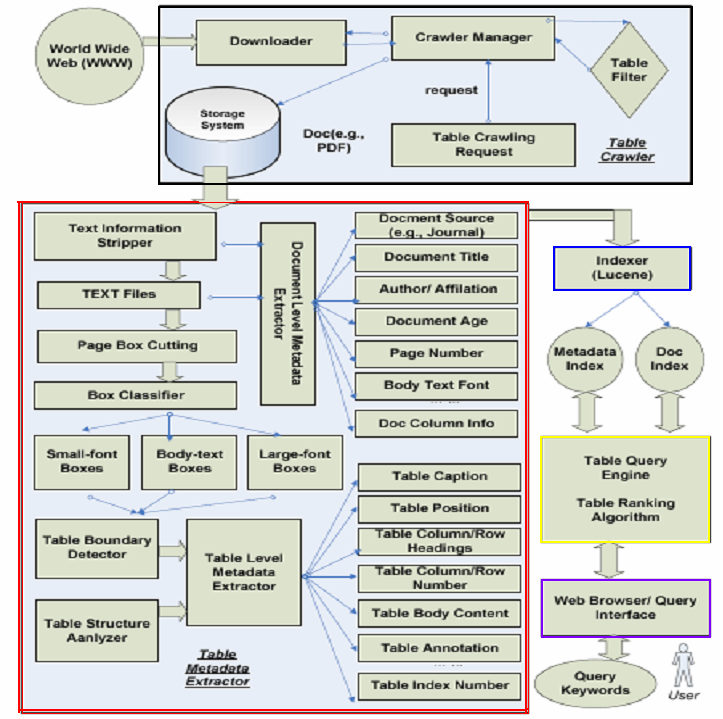 World Wide
Web (WWW)
Downloader
Crawler Manager
Table
Filter
request
Storage
System
Doc(e.g.,
PDF)
Table Crawling
Request
Table
Crawler
Text Information
Stripper
TEXT Files
Page Box Cutting
Box Classifier
Small-font
Boxes
Body-text
Boxes
Large-font
Boxes
Table Boundary
Detector
Table Structure
Aanlyzer
Table Level
Metadata
Extractor
Table
Metadata
Extractor
Document Level Metadata
Extractor
Docment Source
(e.g., Journal)
Document Title
Author/ Affilation
Document Age
Page Number
Body Text Font
... ...
Doc Column Info
Table Caption
Table Position
Table Column/Row
Headings
Table Column/Row
Number
Table Body Content
Table Annotation
... ...
Table Index Number
Indexer
(Lucene)
Metadata
Index
Doc
Index
Table Query
Engine
Table Ranking
Algorithm
Web Browser/ Query
Interface
Query
Keywords
User